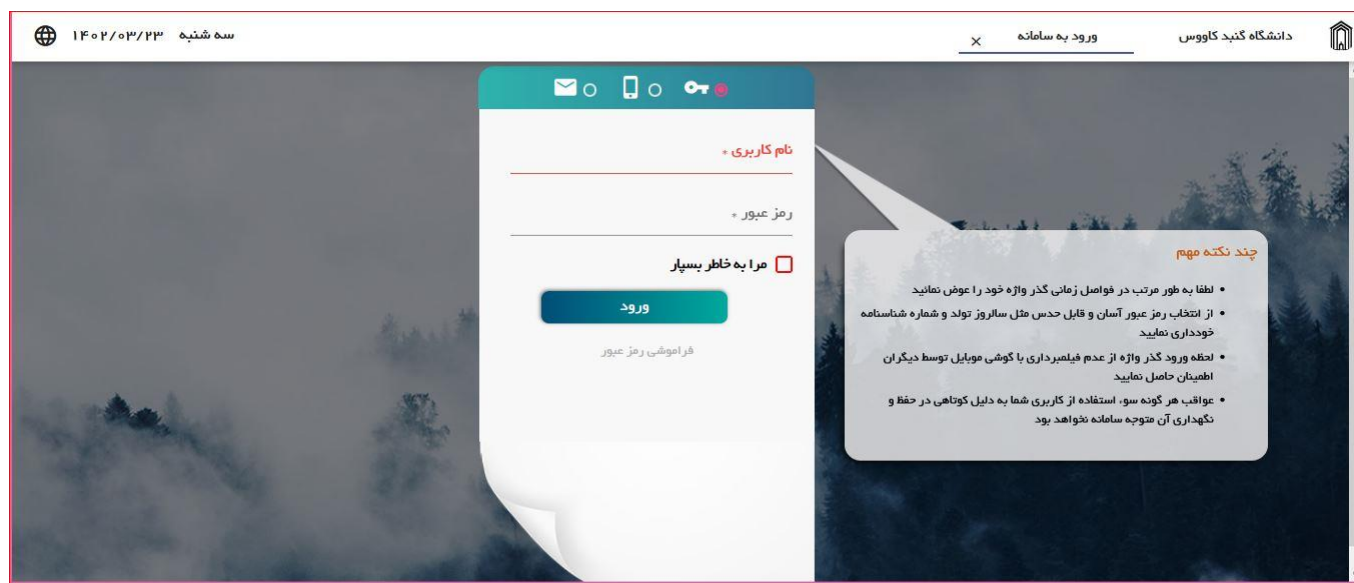 دانشگاه گنبد کاووس
ورود به سامانه ×
سه شنبه ۱۴۰۲/۰۳/۲۳
نام کاربری *
رمز عبور *
مرا به خاطر بسپار
ورود
فراموشی رمز عبور
چند نکته مهم
• لطفا به طور مرتب در فواصل زمانی گذر واژه خود را عوض نمائید
• از انتخاب رمز عبور آسان و قابل حدس مثل سالروز تولد و شماره شناسنامه
خودداری نمایید
• لحظه ورود گذر واژه از عدم فیلمبرداری با گوشی موبایل توسط دیگران
اطمینان حاصل نمایید
• عواقب هر گونه سوء استفاده از کاربری شما به دلیل کوتاهی در حفظ و
نگهداری آن متوجه سامانه نخواهد بود